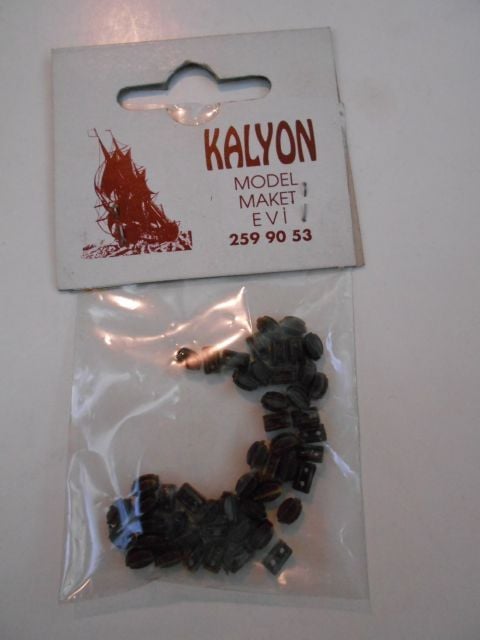 KALYON
MODEL
MAKET
EVİ
259 90 53